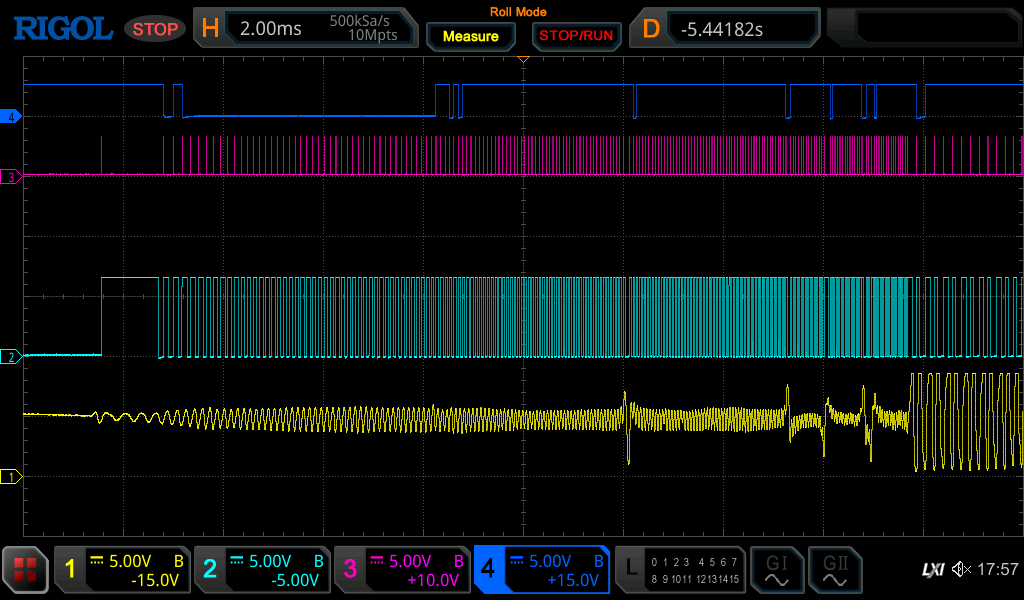 Roll Mode
RIGOL STOP H 2.00ms 500kSa/s 10Mpts Measure STOP/RUN D -5.44182s
4
3
2
1
1 5.00V B -15.0V
2 5.00V B -5.00V
3 5.00V B +10.0V
4 5.00V B +15.0V
L 0 1 2 3 4 5 6 7
8 9 10 11 12 13 14 15
GI GII
LXI 17:57